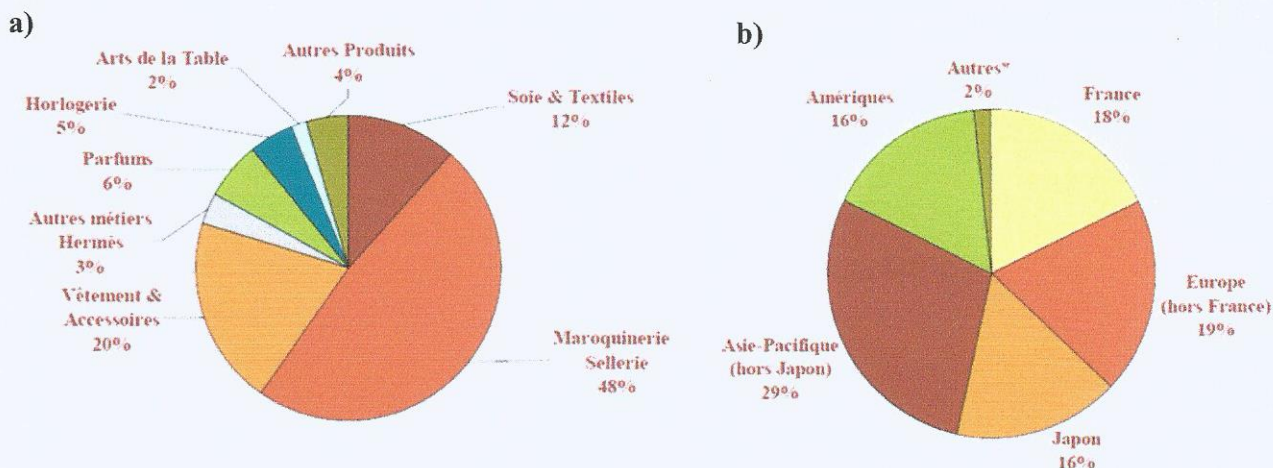 a)
Arts de la Table
2%
Autres Produits
4%
Soie & Textiles
12%
Horlogerie
5%
Parfums
6%
Autres métiers
Hermès
3%
Vêtement &
Accessoires
20%
Maroquinerie
Sellerie
48%
b)
Autres*
2%
Amériques
16%
France
18%
Europe
(hors France)
19%
Asie-Pacifique
(hors Japon)
29%
Japon
16%